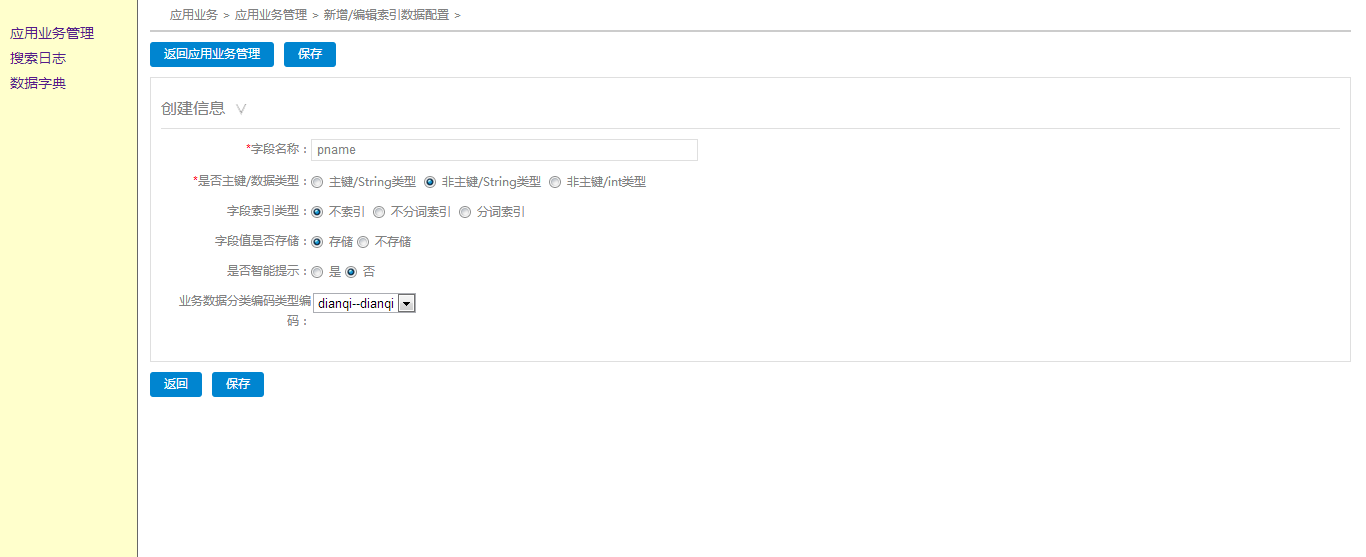 应用业务 > 应用业务管理 > 新增/编辑索引数据配置 >
应用业务管理
搜索日志
数据字典
返回应用业务管理 保存
创建信息 ∨
*字段名称： pname
*是否主键/数据类型： 主键/String类型 非主键/String类型 非主键/int类型
字段索引类型： 不索引 不分词索引 分词索引
字段值是否存储： 存储 不存储
是否智能提示： 是 否
业务数据分类编码类型编
码： dianqi--dianqi
返回 保存